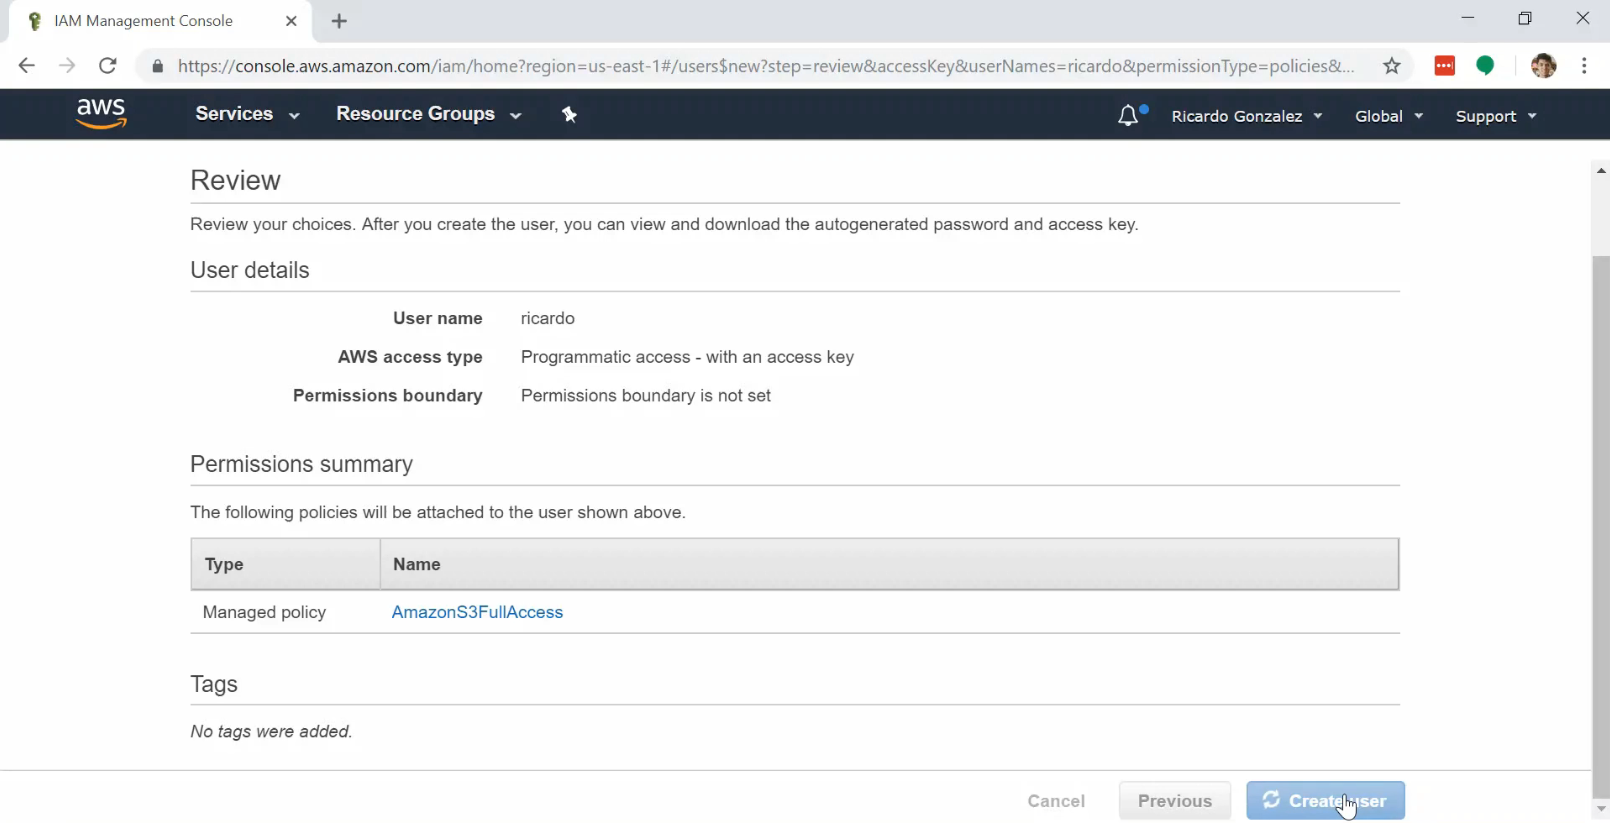 IAM Management Console
https://console.aws.amazon.com/iam/home?region=us-east-1#/users$new?step=review&accessKey&userNames=ricardo&permissionType=policies&...
aws
Services
Resource Groups
Ricardo Gonzalez
Global
Support
Review
Review your choices. After you create the user, you can view and download the autogenerated password and access key.
User details
User name ricardo
AWS access type Programmatic access - with an access key
Permissions boundary Permissions boundary is not set
Permissions summary
The following policies will be attached to the user shown above.
Type Name
Managed policy AmazonS3FullAccess
Tags
No tags were added.
Cancel Previous Create user